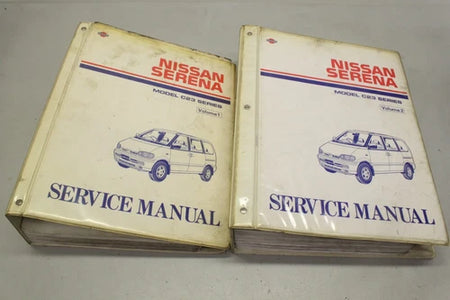 NISSAN
SERENA
MODEL C23 SERIES
Volume 1
SERVICE MANUAL
NISSAN
SERENA
MODEL C23 SERIES
Volume 2
SERVICE MANUAL